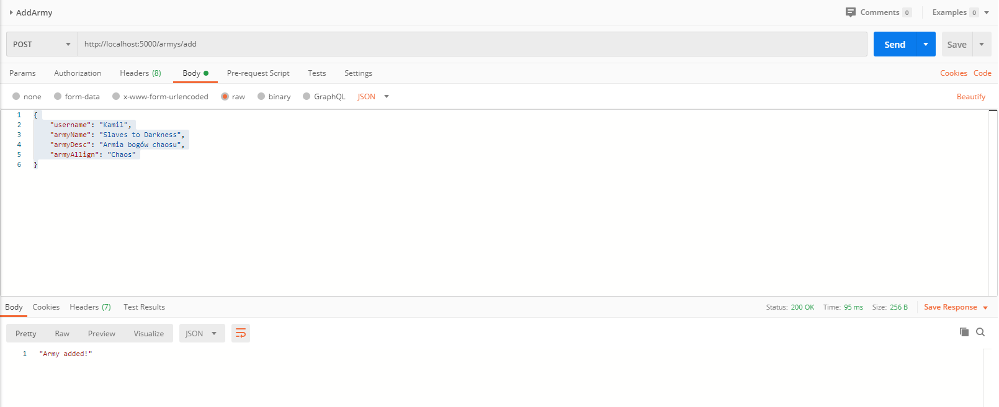 AddArmy Comments 0 Examples 0
POST http://localhost:5000/armys/add Send Save
Params Authorization Headers (8) Body Pre-request Script Tests Settings Cookies Code
none form-data x-www-form-urlencoded raw binary GraphQL JSON Beautify
1 {
2 "username": "Kamil",
3 "armyName": "Slaves to Darkness",
4 "armyDesc": "Armia bogów chaosu",
5 "armyAllign": "Chaos"
6 }
Body Cookies Headers (7) Test Results Status: 200 OK Time: 95 ms Size: 256 B Save Response
Pretty Raw Preview Visualize JSON
1 "Army added!"